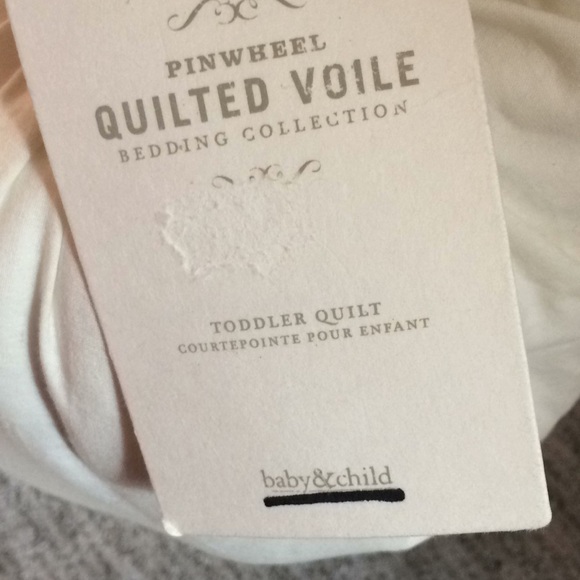 PINWHEEL
QUILTED VOILE
BEDDING COLLECTION
TODDLER QUILT
COURTEPOINTE POUR ENFANT
baby&child